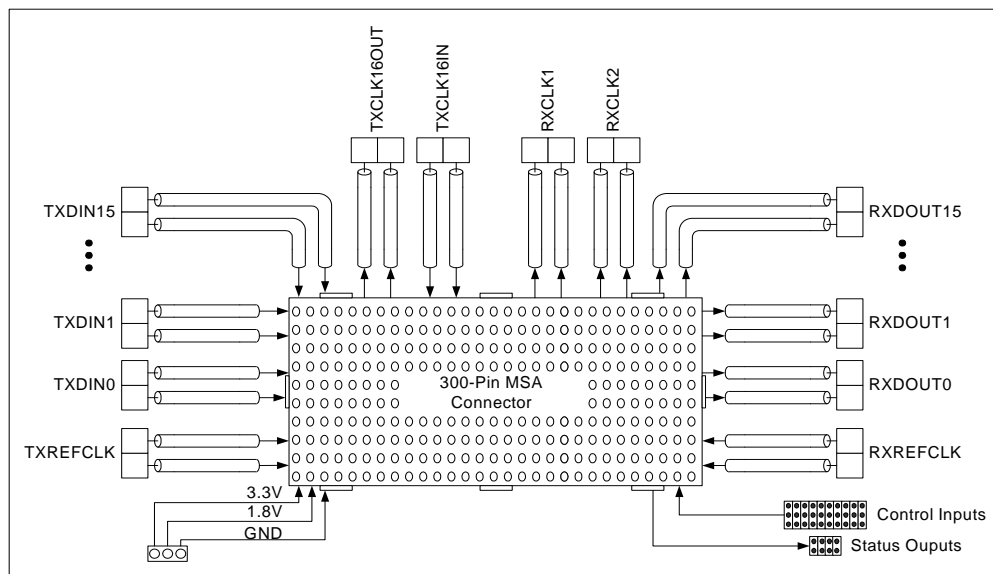 TXCLK16OUT
TXCLK16IN
RXCLK1
RXCLK2
TXDIN15
RXDOUT15
TXDIN1
RXDOUT1
TXDIN0
RXDOUT0
300-Pin MSA
Connector
TXREFCLK
RXREFCLK
3.3V
1.8V
GND
Control Inputs
Status Ouputs